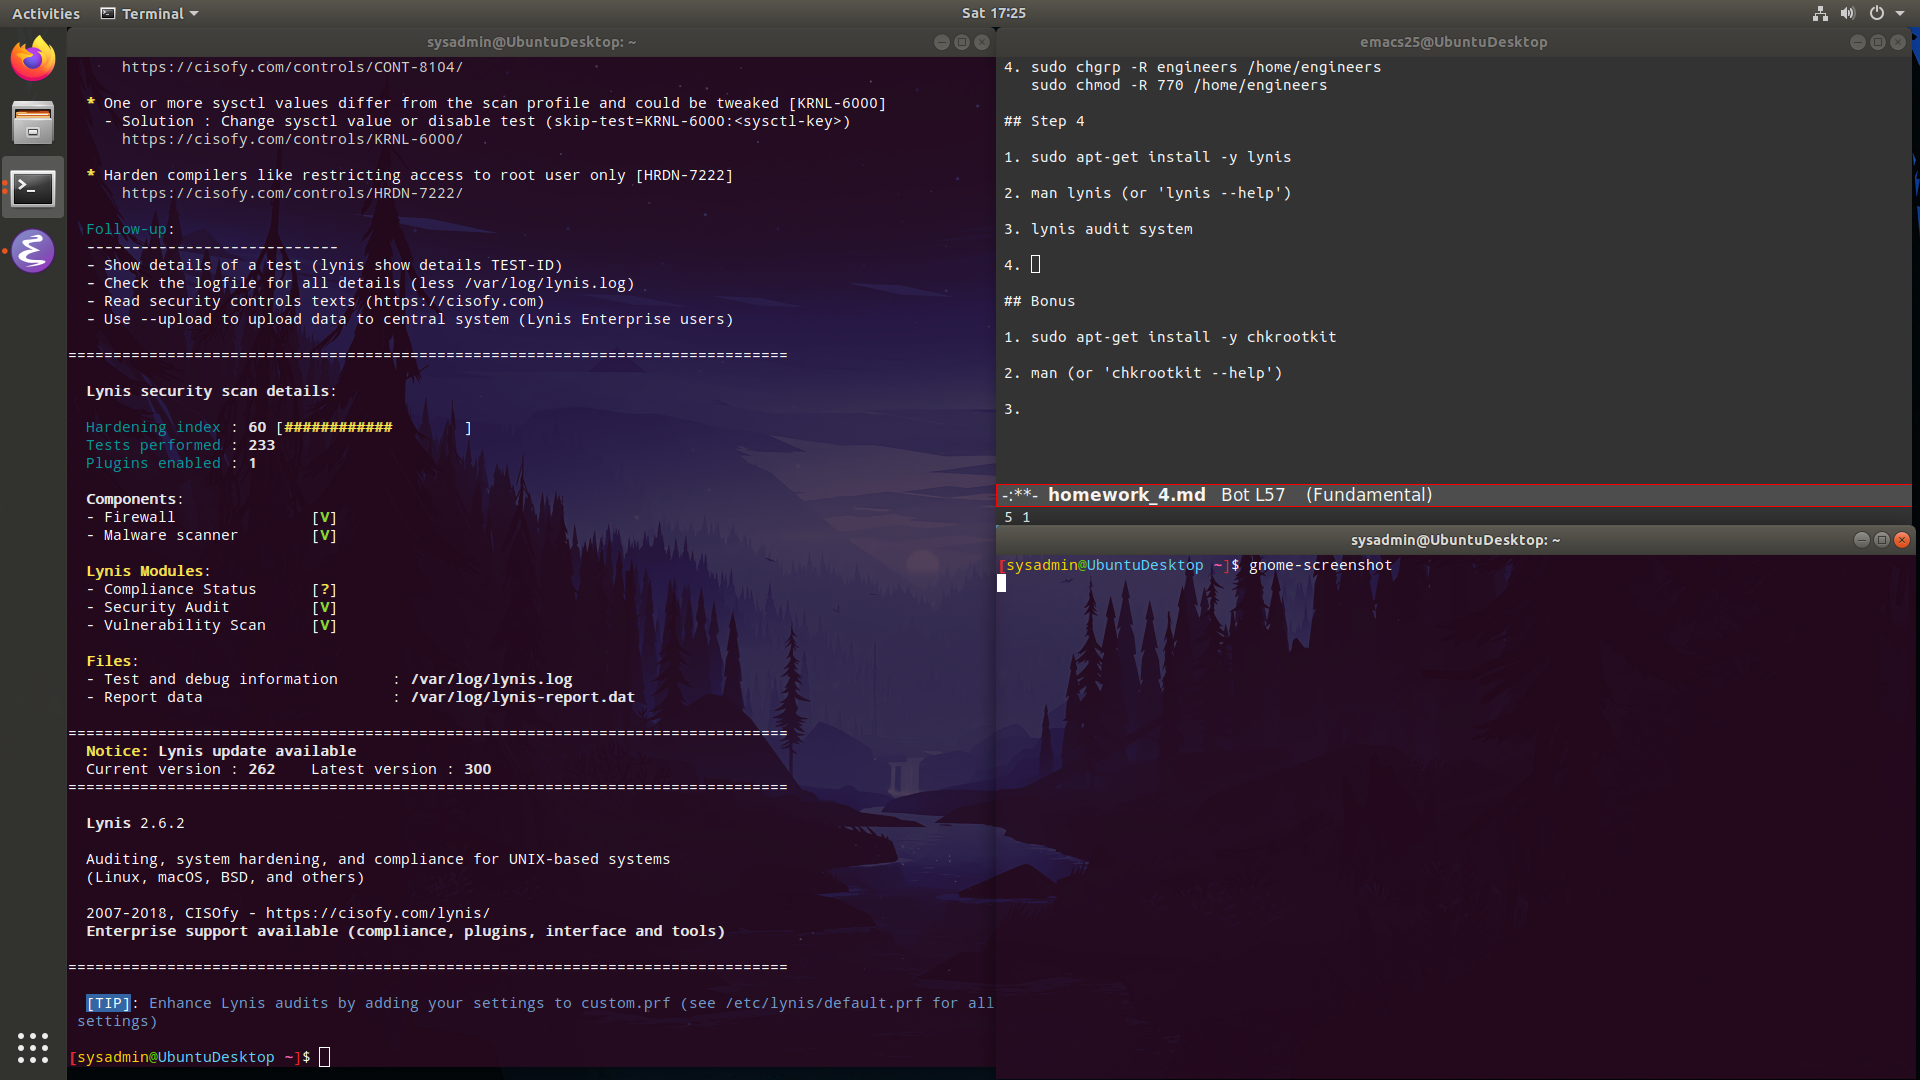 Activities
Terminal
Sat 17:25
sysadmin@UbuntuDesktop: ~
https://cisofy.com/controls/CONT-8104/
* One or more sysctl values differ from the scan profile and could be tweaked [KRNL-6000]
- Solution : Change sysctl value or disable test (skip-test=KRNL-6000:<sysctl-key>)
https://cisofy.com/controls/KRNL-6000/
* Harden compilers like restricting access to root user only [HRDN-7222]
https://cisofy.com/controls/HRDN-7222/
Follow-up:
----------------------------
- Show details of a test (lynis show details TEST-ID)
- Check the logfile for all details (less /var/log/lynis.log)
- Read security controls texts (https://cisofy.com)
- Use --upload to upload data to central system (Lynis Enterprise users)
================================================================================
Lynis security scan details:
Hardening index : 60 [############        ]
Tests performed : 233
Plugins enabled : 1
Components:
- Firewall               [V]
- Malware scanner        [V]
Lynis Modules:
- Compliance Status      [?]
- Security Audit         [V]
- Vulnerability Scan     [V]
Files:
- Test and debug information      : /var/log/lynis.log
- Report data                     : /var/log/lynis-report.dat
================================================================================
Notice: Lynis update available
Current version : 262    Latest version : 300
================================================================================
Lynis 2.6.2
Auditing, system hardening, and compliance for UNIX-based systems
(Linux, macOS, BSD, and others)
2007-2018, CISOfy - https://cisofy.com/lynis/
Enterprise support available (compliance, plugins, interface and tools)
================================================================================
[TIP]: Enhance Lynis audits by adding your settings to custom.prf (see /etc/lynis/default.prf for all
settings)
[sysadmin@UbuntuDesktop ~]$
emacs25@UbuntuDesktop
4. sudo chgrp -R engineers /home/engineers
sudo chmod -R 770 /home/engineers
## Step 4
1. sudo apt-get install -y lynis
2. man lynis (or 'lynis --help')
3. lynis audit system
4.
## Bonus
1. sudo apt-get install -y chkrootkit
2. man (or 'chkrootkit --help')
3.
-:**-  homework_4.md   Bot L57    (Fundamental)
5 1
sysadmin@UbuntuDesktop: ~
[sysadmin@UbuntuDesktop ~]$ gnome-screenshot